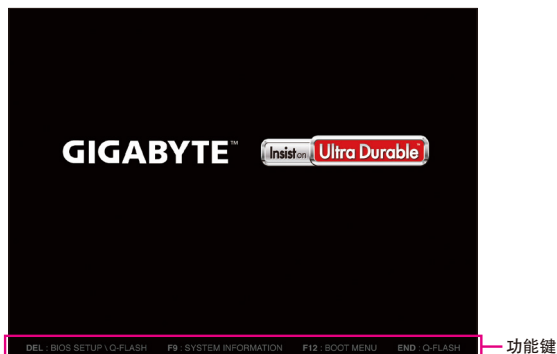 GIGABYTE™ Insist on Ultra Durable™
DEL : BIOS SETUP \ Q-FLASH F9 : SYSTEM INFORMATION F12 : BOOT MENU END : Q-FLASH
功能键